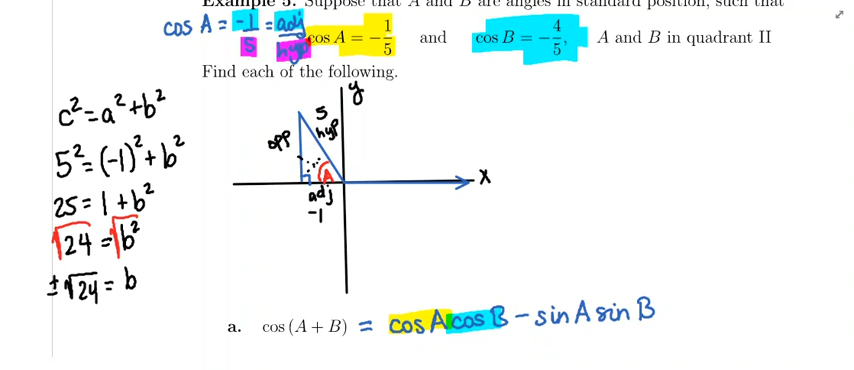 Example 5. Suppose that A and B are angles in standard position, such that
cos A = -1/5 = adj/hyp
cos A = −1/5 and cos B = −4/5, A and B in quadrant II
Find each of the following.
c² = a² + b²
5² = (-1)² + b²
25 = 1 + b²
√24 = √b²
±√24 = b
y
5
hyp
opp
A
x
adj
-1
a. cos (A + B) = cos A cos B - sin A sin B